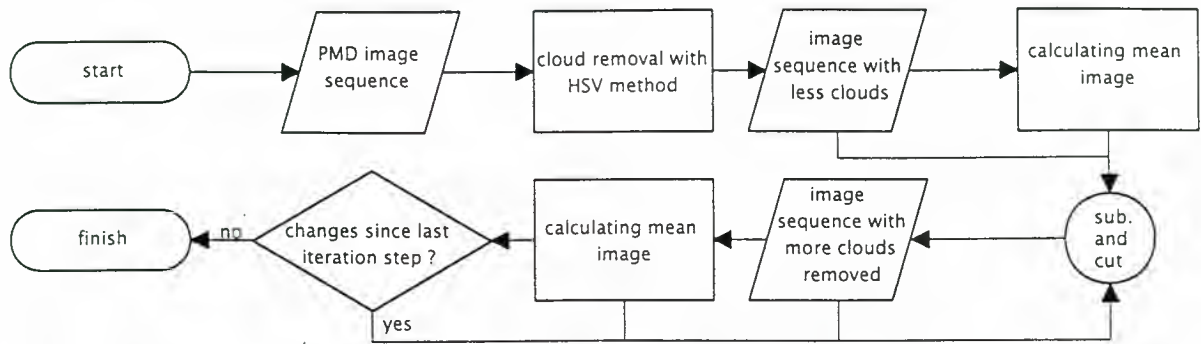 start
PMD image
sequence
cloud removal with
HSV method
image
sequence with
less clouds
calculating mean
image
finish
no
changes since last
iteration step ?
yes
calculating mean
image
image
sequence with
more clouds
removed
sub.
and
cut